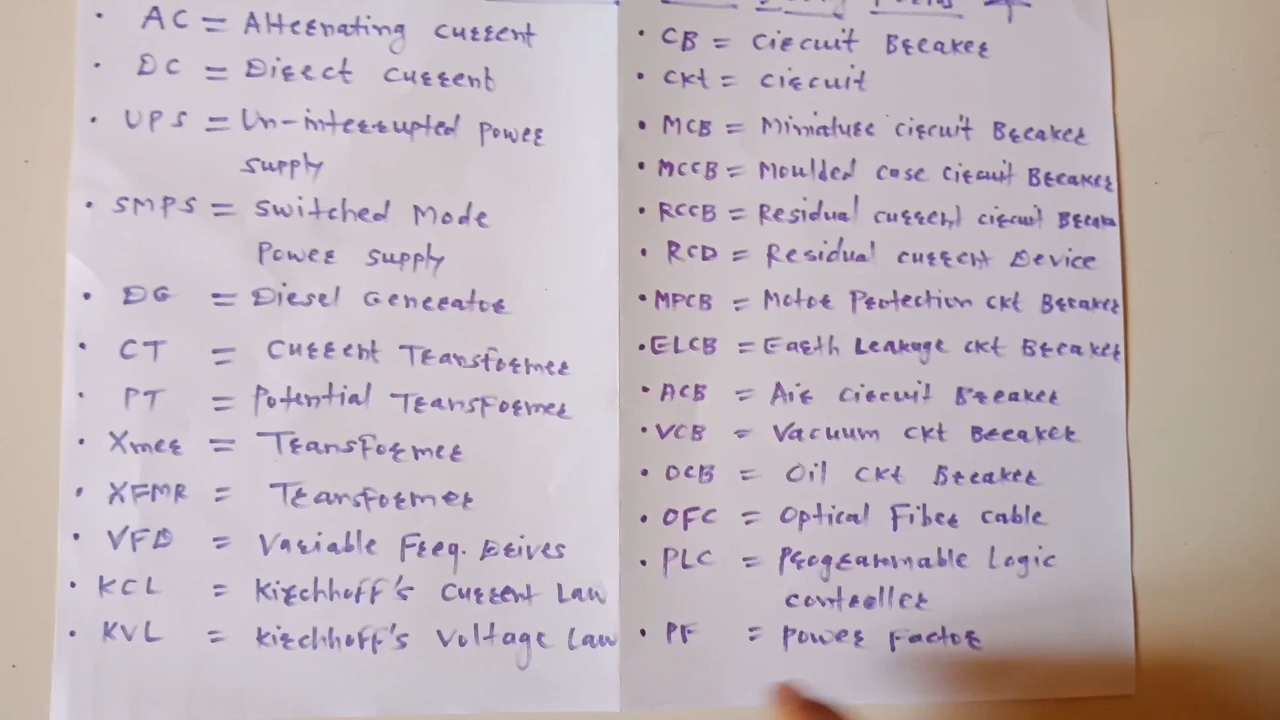 • AC = Alternating current
• DC = Direct current
• UPS = Un-interrupted power
supply
• SMPS = Switched Mode
Power supply
• DG = Diesel Generator
• CT = Current Transformer
• PT = Potential Transformer
• Xmer = Transformer
• XFMR = Transformer
• VFD = Variable Freq. Drives
• KCL = Kirchhoff's Current Law
• KVL = Kirchhoff's Voltage Law
• CB = Circuit Breaker
• CKt = circuit
• MCB = Miniature circuit Breaker
• MCCB = Moulded case circuit Breaker
• RCCB = Residual current circuit Breaker
• RCD = Residual current Device
• MPCB = Motor Protection ckt Breaker
• ELCB = Earth Leakage ckt Breaker
• ACB = Air circuit Breaker
• VCB = Vacuum ckt Breaker
• OCB = Oil ckt Breaker
• OFC = Optical Fiber cable
• PLC = Programmable Logic
controller
• PF = power Factor